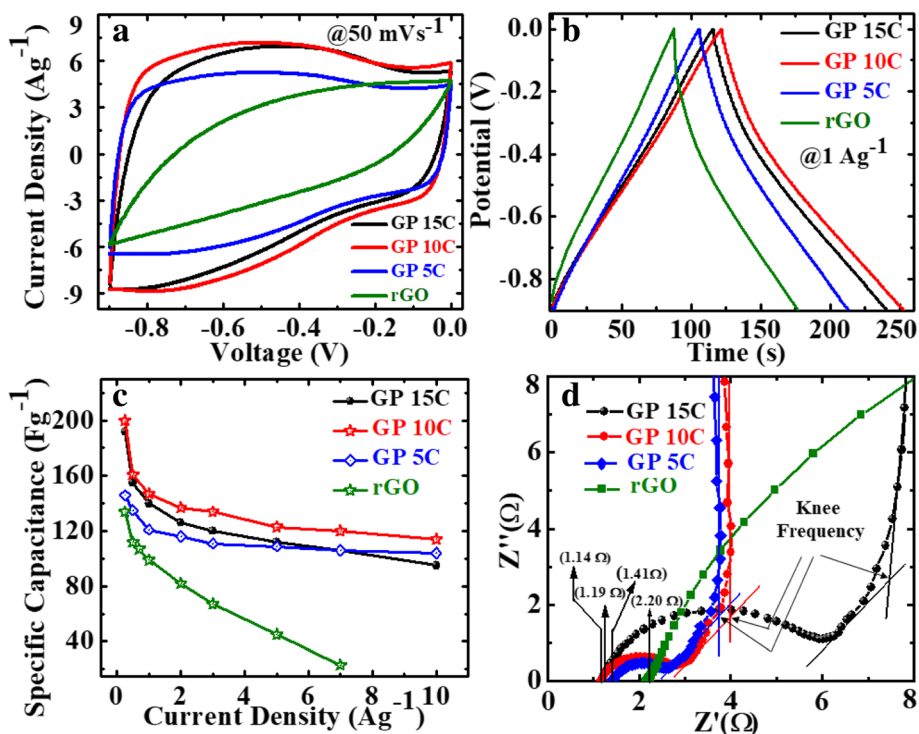 a
@50 mVs⁻¹
Current Density (Ag⁻¹)
9
6
3
0
-3
-6
-9
GP 15C
GP 10C
GP 5C
rGO
-0.8
-0.6
-0.4
-0.2
0.0
Voltage (V)
b
GP 15C
GP 10C
GP 5C
rGO
@1 Ag⁻¹
Potential (V)
0.0
-0.2
-0.4
-0.6
-0.8
0
50
100
150
200
250
Time (s)
c
GP 15C
GP 10C
GP 5C
rGO
Specific Capacitance (Fg⁻¹)
200
160
120
80
40
0
2
4
6
8
10
Current Density (Ag⁻¹)
d
GP 15C
GP 10C
GP 5C
rGO
Knee
Frequency
(1.14 Ω)
(1.19 Ω)
(1.41Ω)
(2.20 Ω)
Z''(Ω)
8
6
4
2
0
0
2
4
6
8
Z'(Ω)